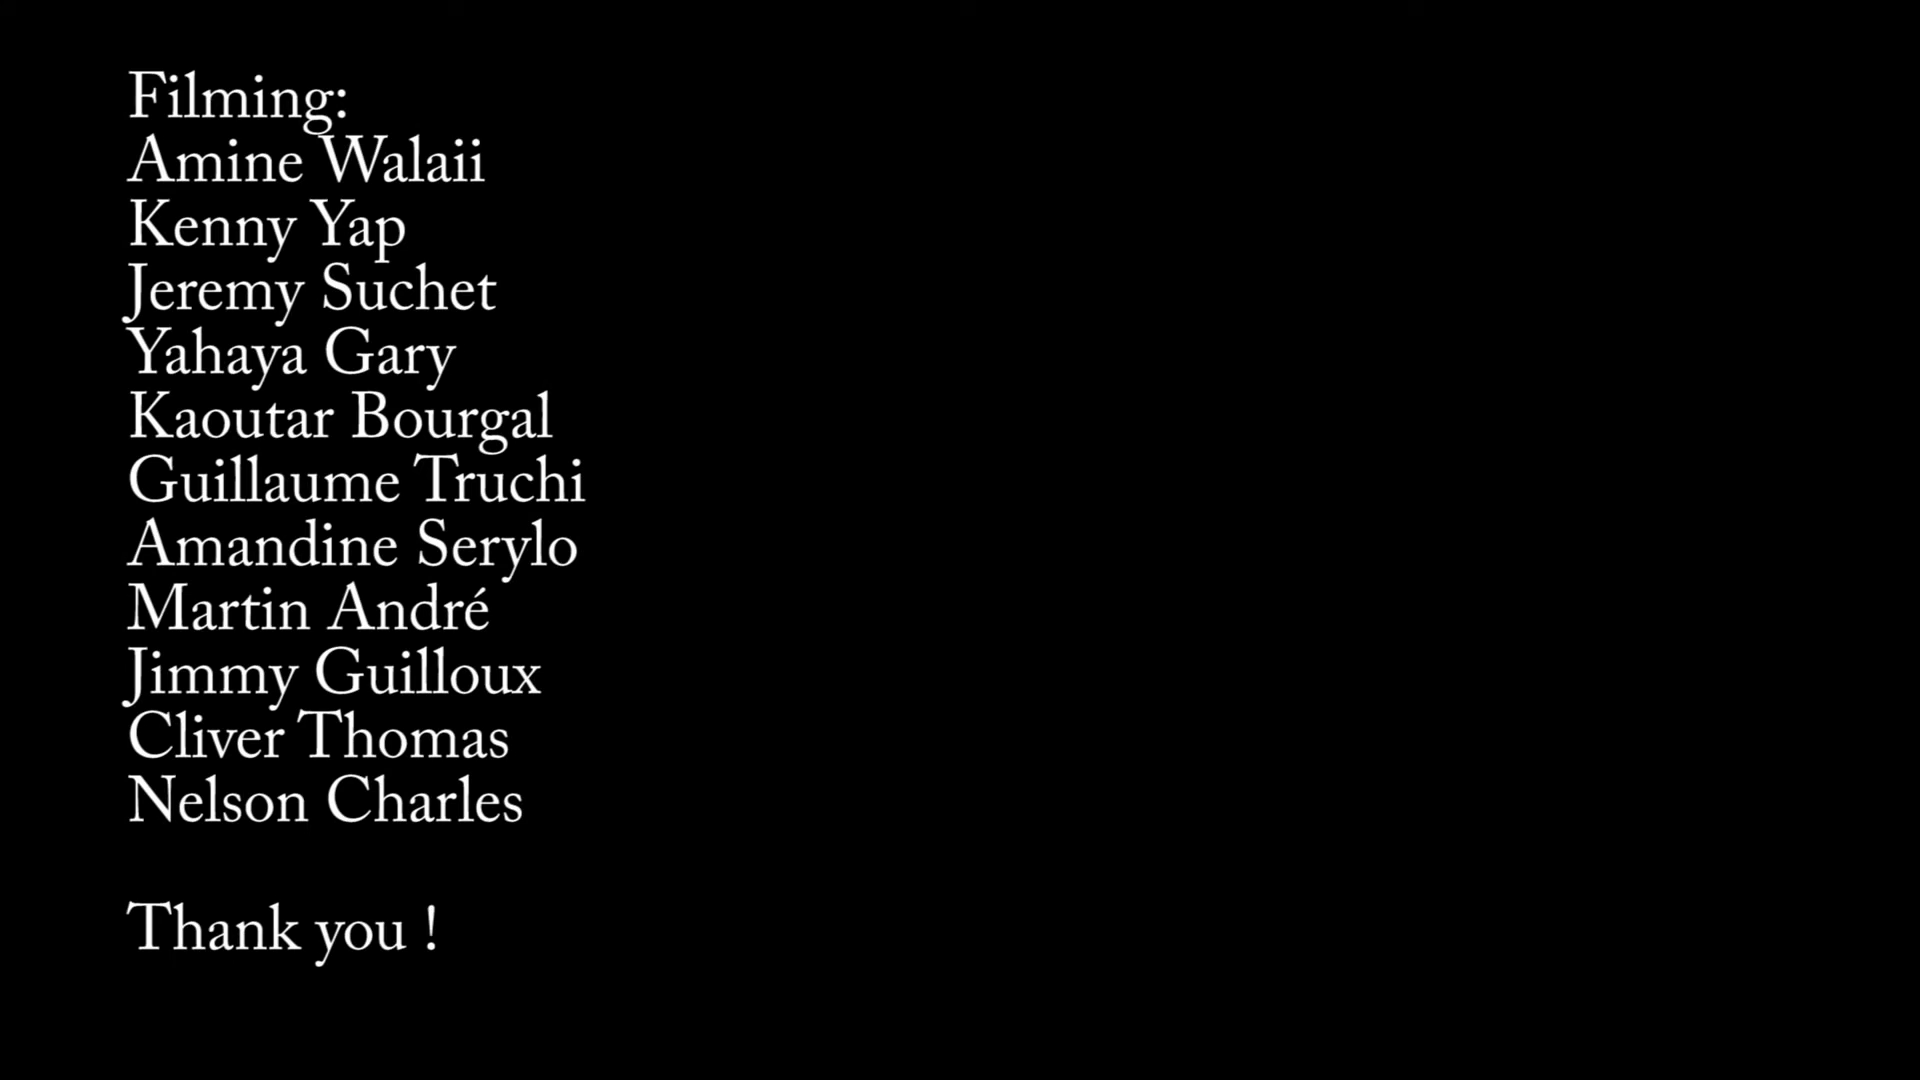 Filming:
Amine Walaii
Kenny Yap
Jeremy Suchet
Yahaya Gary
Kaoutar Bourgal
Guillaume Truchi
Amandine Serylo
Martin André
Jimmy Guilloux
Cliver Thomas
Nelson Charles
Thank you !